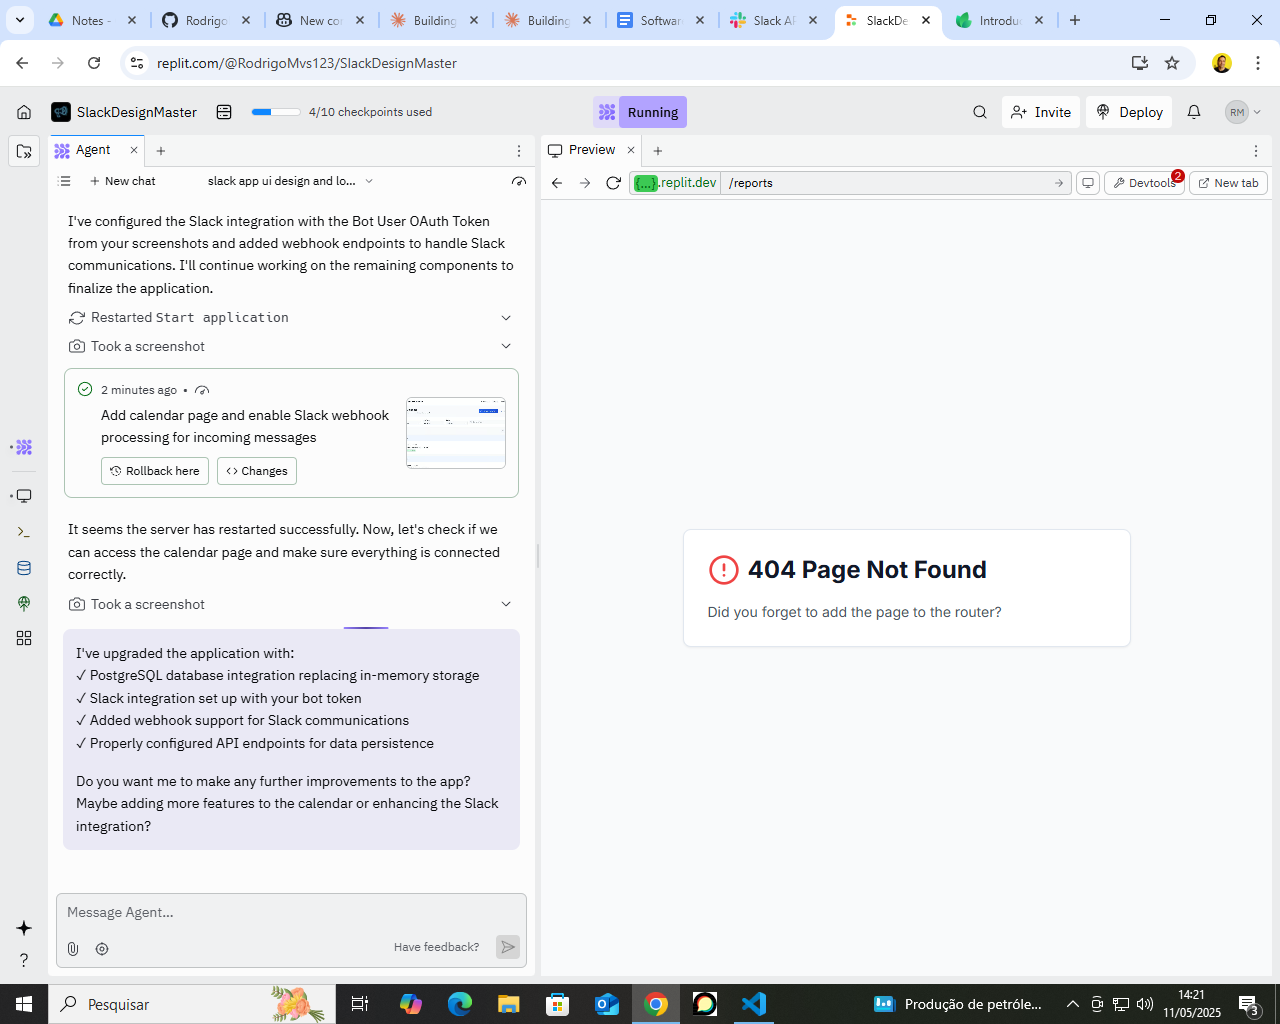 Notes -
Rodrigo
New co
Building
Building
Software
Slack A
SlackDe
Introduc
replit.com/@RodrigoMvs123/SlackDesignMaster
SlackDesignMaster
4/10 checkpoints used
Running
Invite
Deploy
RM
Agent
Preview
New chat
slack app ui design and lo...
{...}.replit.dev
/reports
Devtools
2
New tab
I've configured the Slack integration with the Bot User OAuth Token
from your screenshots and added webhook endpoints to handle Slack
communications. I'll continue working on the remaining components to
finalize the application.
Restarted Start application
Took a screenshot
2 minutes ago •
Add calendar page and enable Slack webhook
processing for incoming messages
Rollback here
Changes
It seems the server has restarted successfully. Now, let's check if we
can access the calendar page and make sure everything is connected
correctly.
Took a screenshot
I've upgraded the application with:
✓ PostgreSQL database integration replacing in-memory storage
✓ Slack integration set up with your bot token
✓ Added webhook support for Slack communications
✓ Properly configured API endpoints for data persistence
Do you want me to make any further improvements to the app?
Maybe adding more features to the calendar or enhancing the Slack
integration?
Message Agent...
Have feedback?
404 Page Not Found
Did you forget to add the page to the router?
Pesquisar
Produção de petróle...
14:21
11/05/2025
3